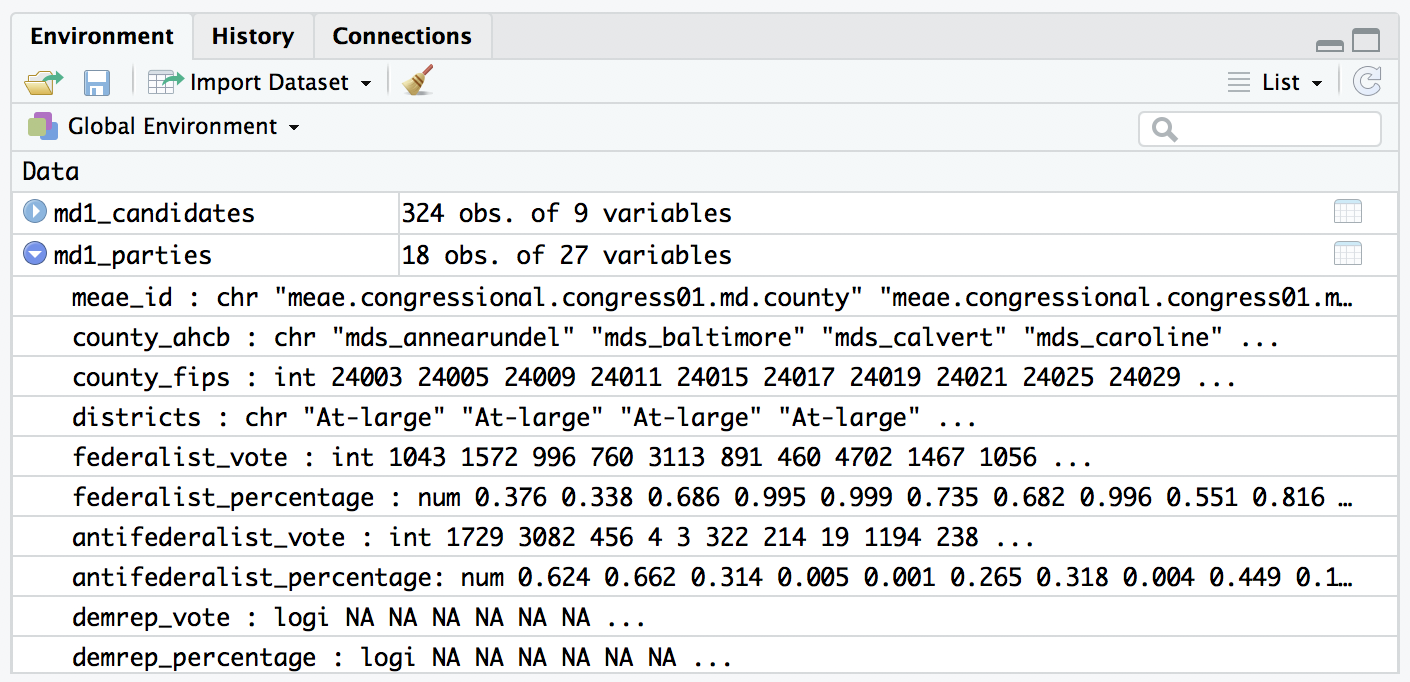 Environment History Connections
Import Dataset List
Global Environment
Data
md1_candidates 324 obs. of 9 variables
md1_parties 18 obs. of 27 variables
meae_id : chr "meae.congressional.congress01.md.county" "meae.congressional.congress01.m…
county_ahcb : chr "mds_annearundel" "mds_baltimore" "mds_calvert" "mds_caroline" ...
county_fips : int 24003 24005 24009 24011 24015 24017 24019 24021 24025 24029 ...
districts : chr "At-large" "At-large" "At-large" "At-large" ...
federalist_vote : int 1043 1572 996 760 3113 891 460 4702 1467 1056 ...
federalist_percentage : num 0.376 0.338 0.686 0.995 0.999 0.735 0.682 0.996 0.551 0.816 …
antifederalist_vote : int 1729 3082 456 4 3 322 214 19 1194 238 ...
antifederalist_percentage: num 0.624 0.662 0.314 0.005 0.001 0.265 0.318 0.004 0.449 0.1…
demrep_vote : logi NA NA NA NA NA NA ...
demrep_percentage : logi NA NA NA NA NA NA ...